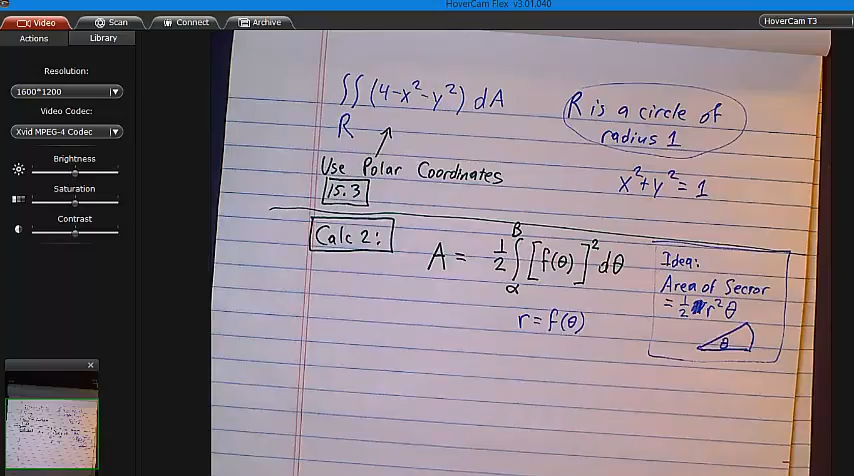 HoverCam Flex v3.01.040
Video Scan Connect Archive HoverCam T3
Actions Library
Resolution:
1600*1200
Video Codec:
Xvid MPEG-4 Codec
Brightness
Saturation
Contrast
∬ (4-x²-y²) dA
R
R is a circle of
radius 1
x²+y²=1
Use Polar Coordinates
15.3
Calc 2:
A = 1/2 ∫_α^B [f(θ)]² dθ
r = f(θ)
Idea:
Area of Sector
= 1/2 r²θ
θ